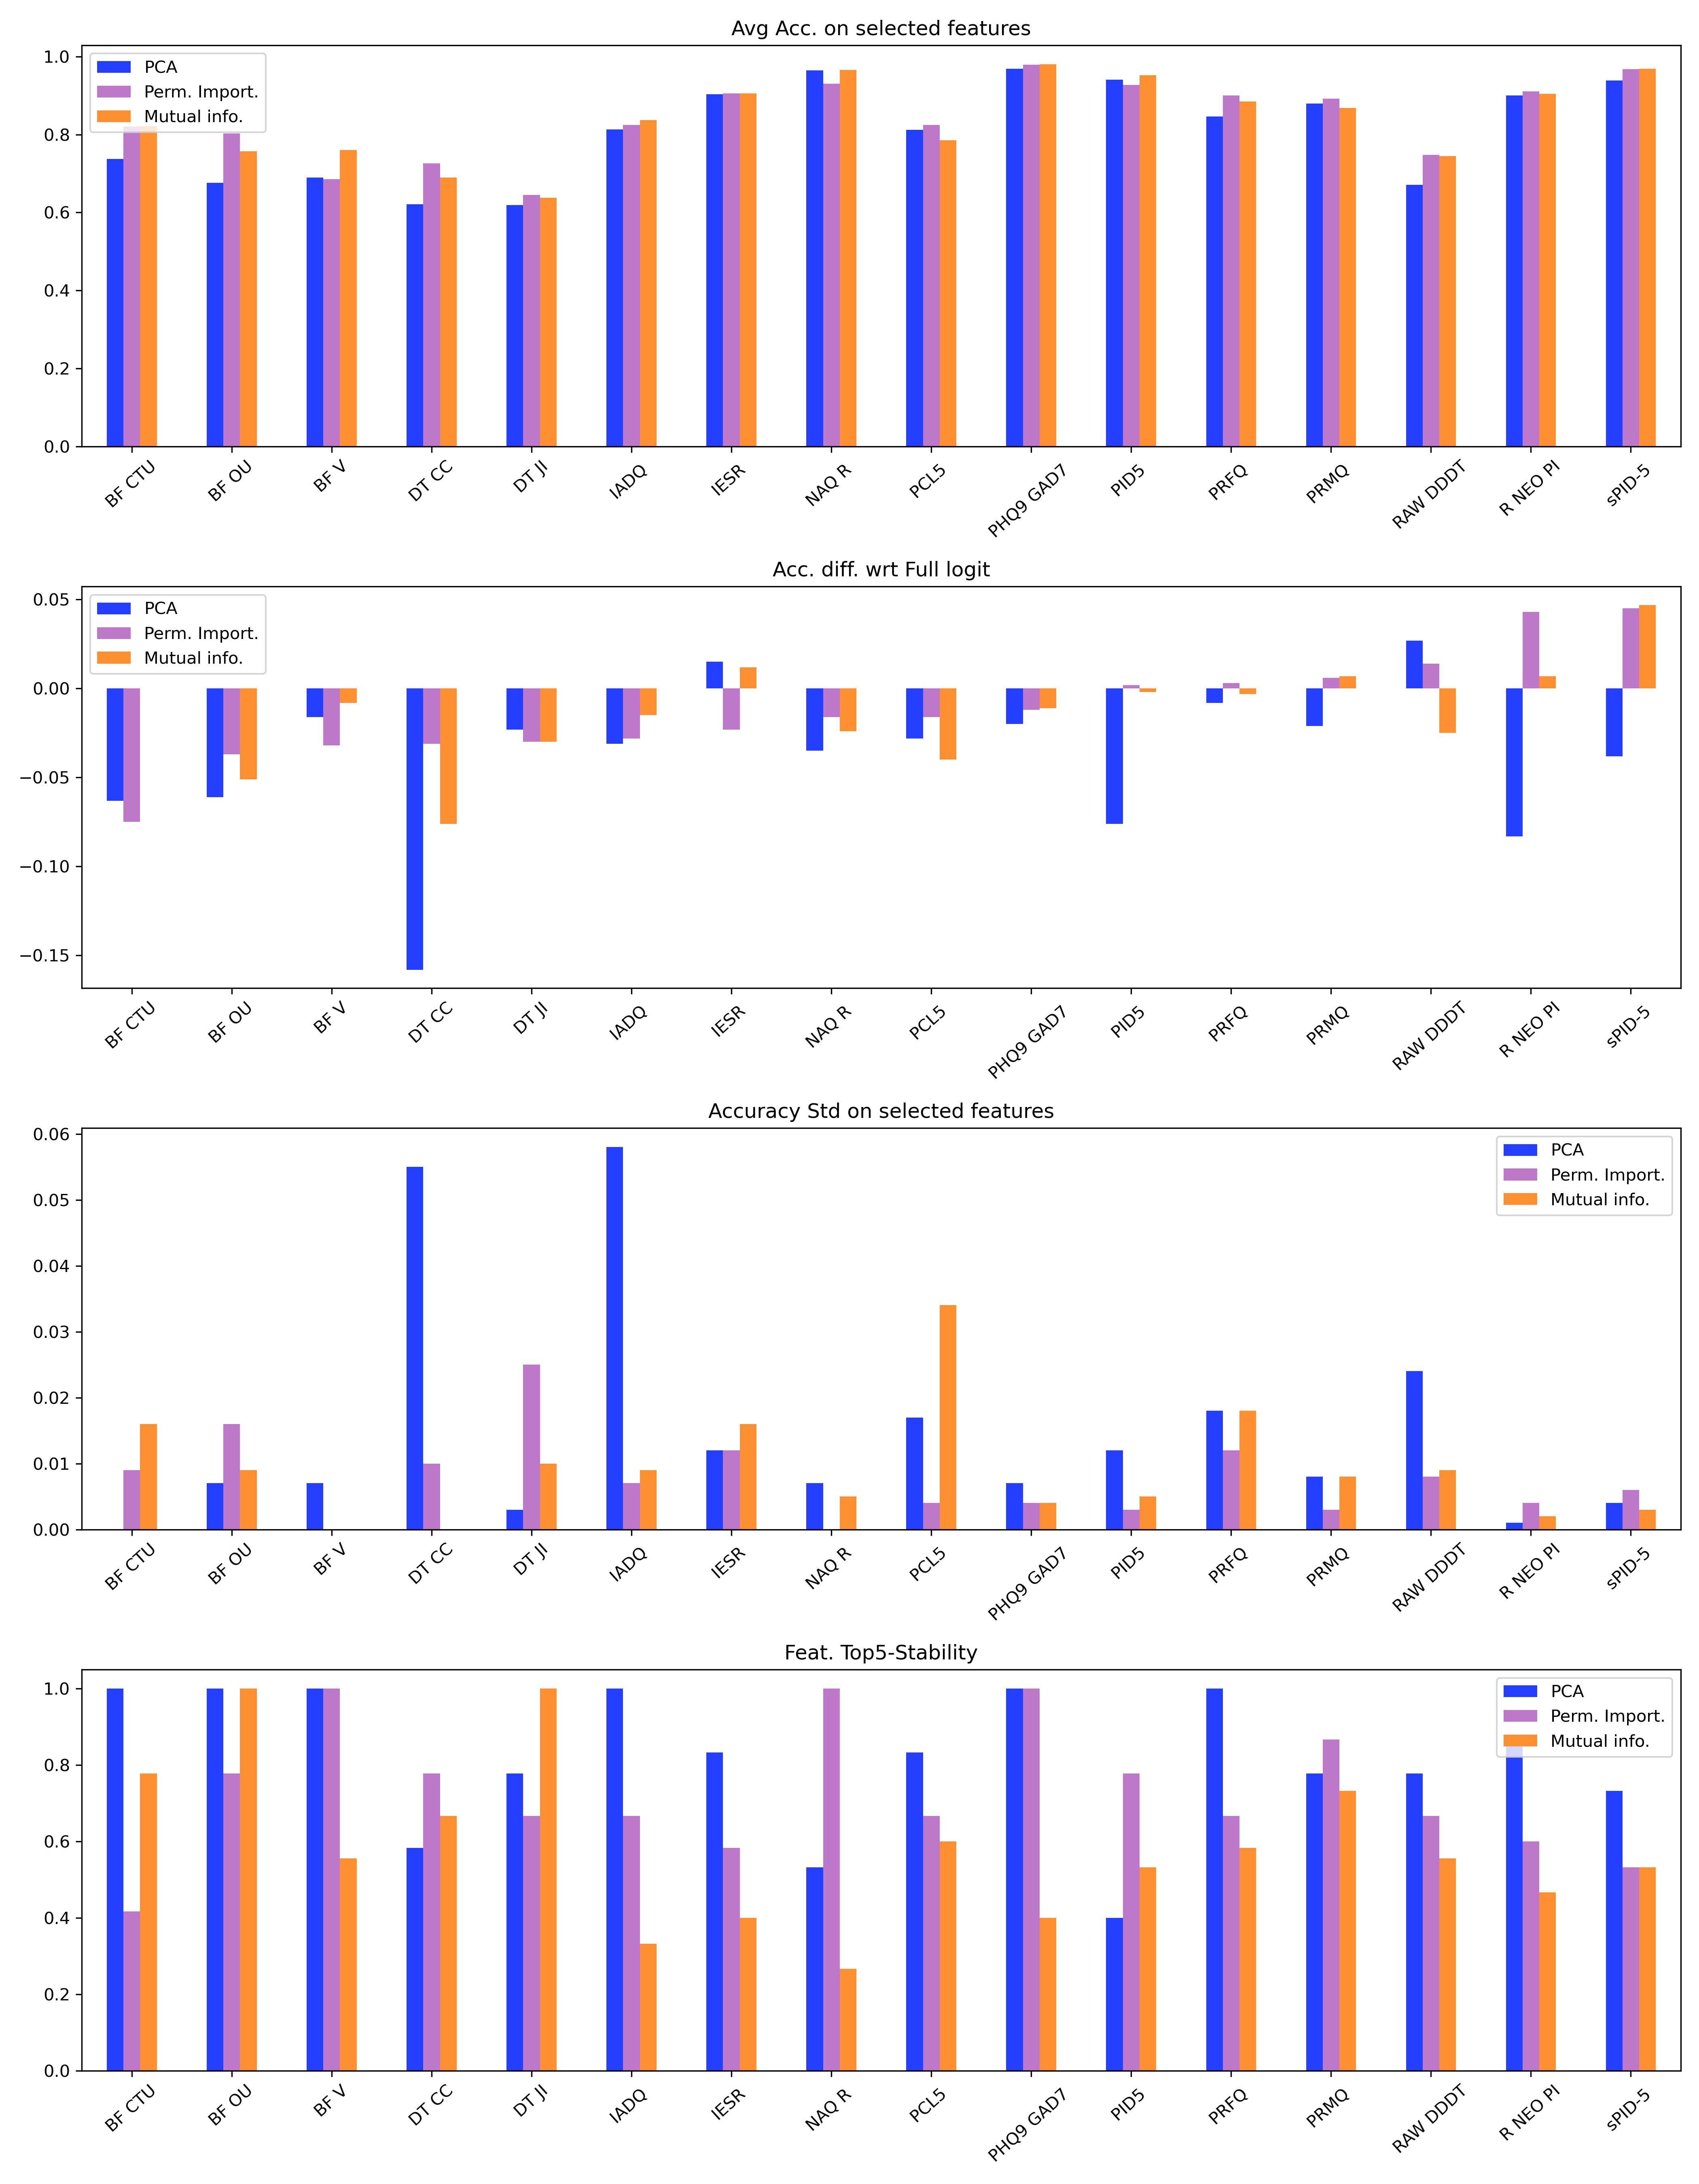 Avg Acc. on selected features
1.0
0.8
0.6
0.4
0.2
0.0
PCA
Perm. Import.
Mutual info.
BF CTU BF OU BF V DT CC DT JI IADQ IESR NAQ R PCL5 PHQ9 GAD7 PID5 PRFQ PRMQ RAW DDDT R NEO PI sPID-5
Acc. diff. wrt Full logit
0.05
0.00
−0.05
−0.10
−0.15
PCA
Perm. Import.
Mutual info.
BF CTU BF OU BF V DT CC DT JI IADQ IESR NAQ R PCL5 PHQ9 GAD7 PID5 PRFQ PRMQ RAW DDDT R NEO PI sPID-5
Accuracy Std on selected features
0.06
0.05
0.04
0.03
0.02
0.01
0.00
PCA
Perm. Import.
Mutual info.
BF CTU BF OU BF V DT CC DT JI IADQ IESR NAQ R PCL5 PHQ9 GAD7 PID5 PRFQ PRMQ RAW DDDT R NEO PI sPID-5
Feat. Top5-Stability
1.0
0.8
0.6
0.4
0.2
0.0
PCA
Perm. Import.
Mutual info.
BF CTU BF OU BF V DT CC DT JI IADQ IESR NAQ R PCL5 PHQ9 GAD7 PID5 PRFQ PRMQ RAW DDDT R NEO PI sPID-5